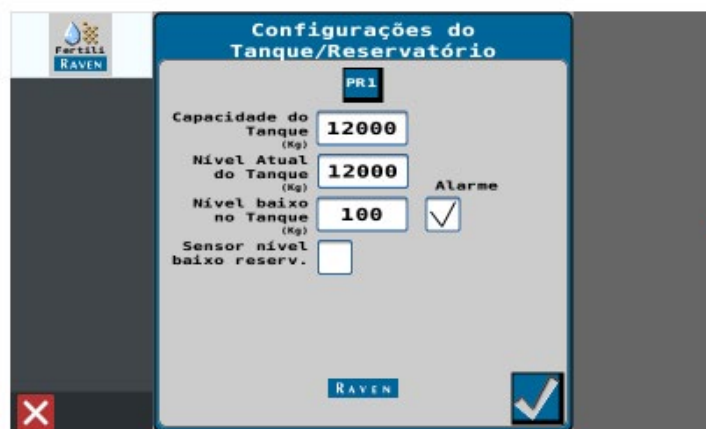 Fertili
RAVEN
Configurações do
Tanque/Reservatório
PR1
Capacidade do
Tanque
(Kg)
12000
Nível Atual
do Tanque
(Kg)
12000
Alarme
Nível baixo
no Tanque
(Kg)
100
Sensor nível
baixo reserv.
RAVEN